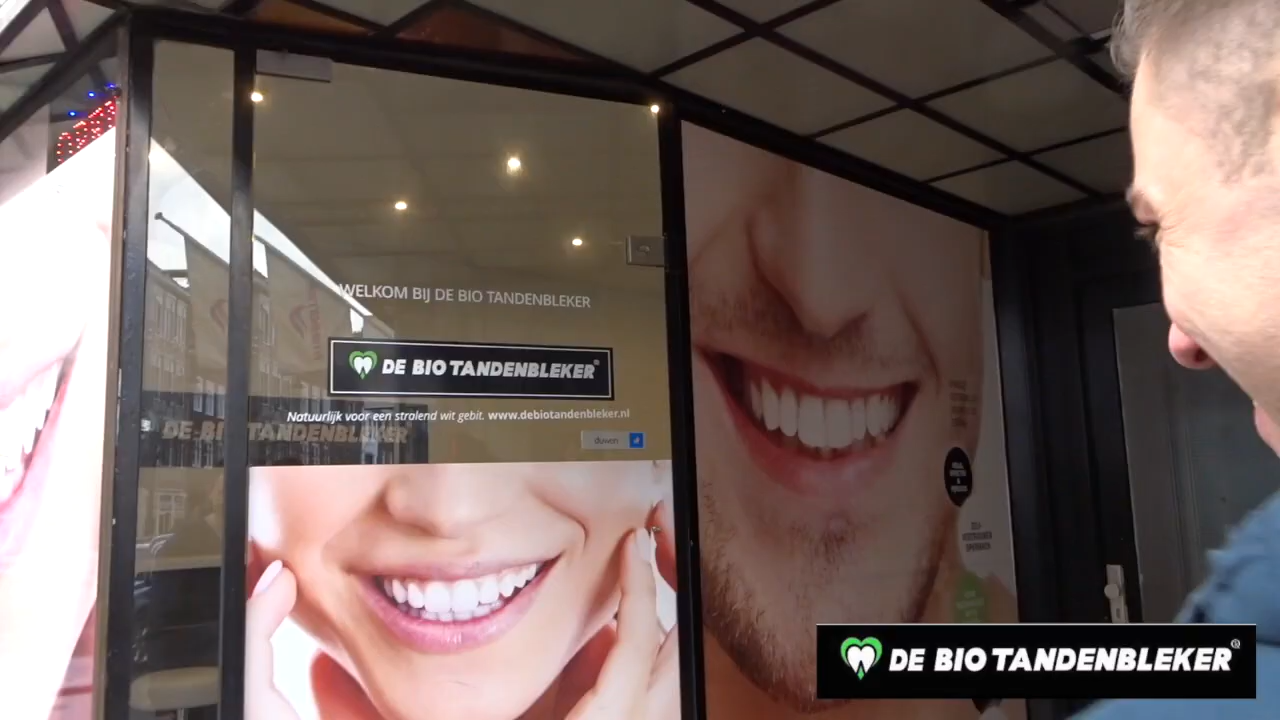 WELKOM BIJ DE BIO TANDENBLEKER
DE BIO TANDENBLEKER®
Natuurlijk voor een stralend wit gebit. www.debiotandenbleker.nl
duwen
DE BIO TANDENBLEKER
DE BIO TANDENBLEKER®